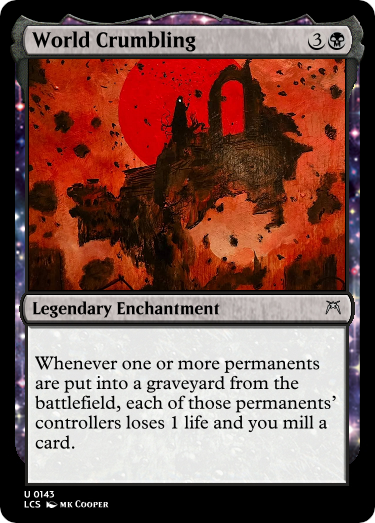 World Crumbling 3
Legendary Enchantment
Whenever one or more permanents
are put into a graveyard from the
battlefield, each of those permanents’
controllers loses 1 life and you mill a
card.
U 0143
LCS MK COOPER